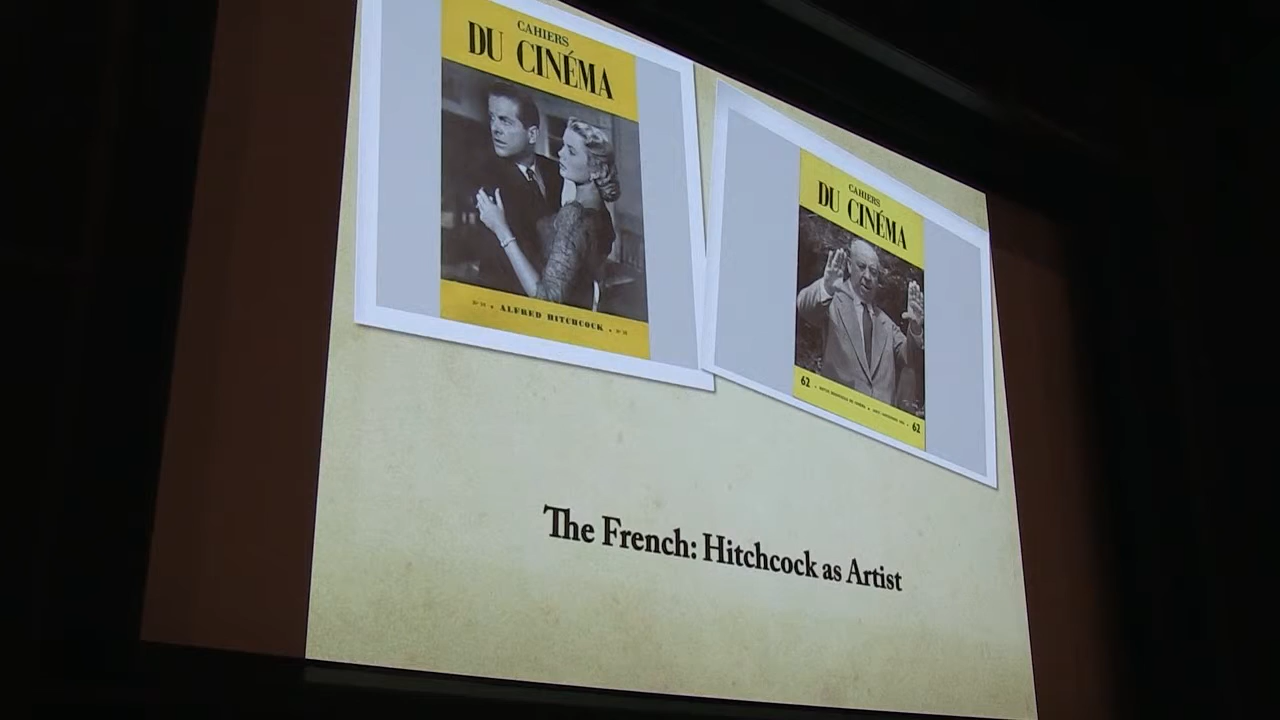 CAHIERS
DU CINÉMA
ALFRED HITCHCOCK
CAHIERS
DU CINÉMA
62
62
The French: Hitchcock as Artist